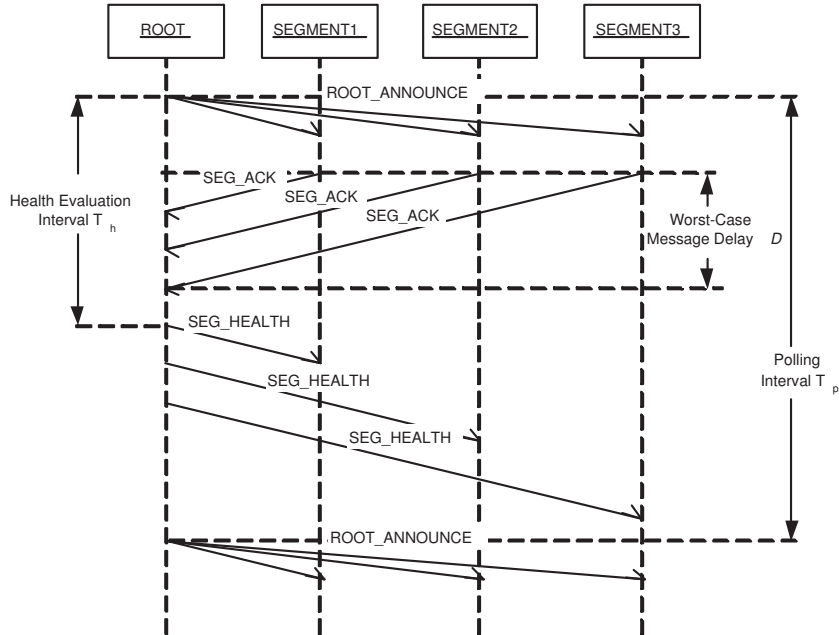 ROOT
SEGMENT1
SEGMENT2
SEGMENT3
ROOT_ANNOUNCE
SEG_ACK
SEG_ACK
SEG_ACK
Health Evaluation
Interval T h
Worst-Case
Message Delay D
SEG_HEALTH
SEG_HEALTH
SEG_HEALTH
Polling
Interval T p
ROOT_ANNOUNCE